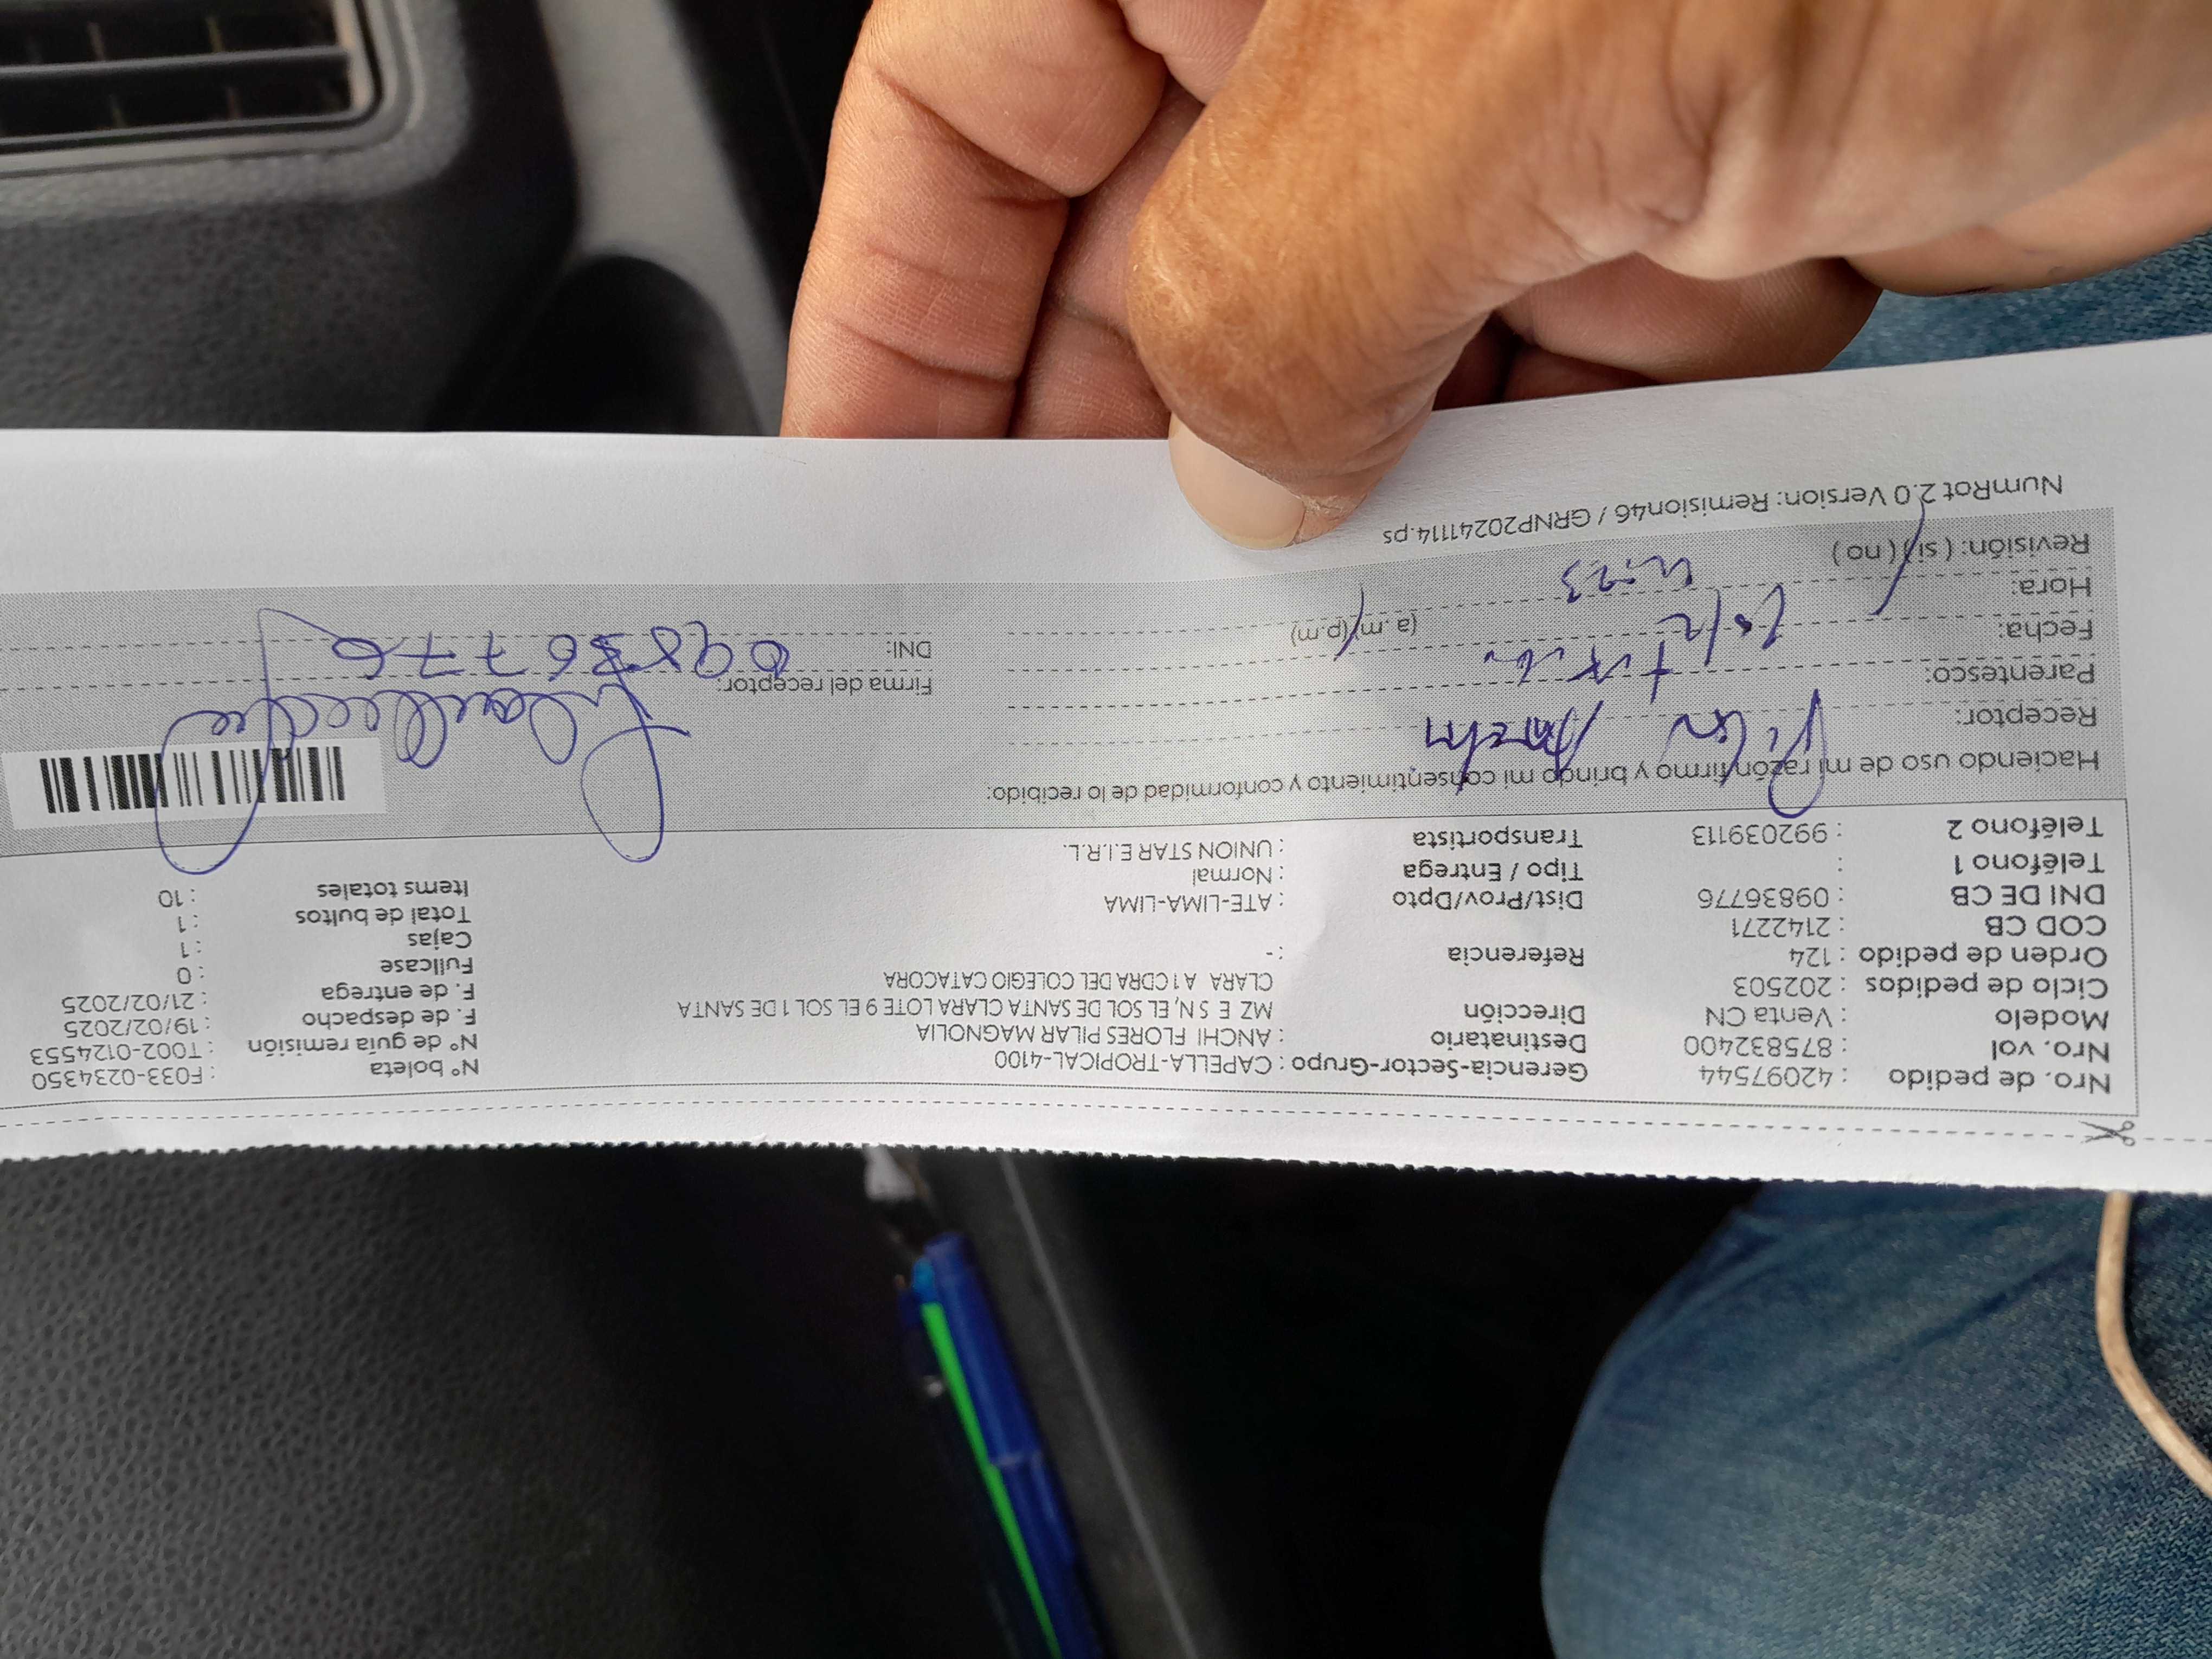 Nro. de pedido : 42097544 Gerencia-Sector-Grupo : CAPELLA-TROPICAL-4100 N° boleta : F033-0234350
Nro. vol : 875832400 Destinatario : ANCHI FLORES PILAR MAGNOLIA N° de guía remisión : T002-0124553
Modelo : Venta CN Dirección MZ E S N, EL SOL DE SANTA CLARA LOTE 9 EL SOL 1 DE SANTA F. de despacho : 19/02/2025
Ciclo de pedidos : 202503 CLARA A 1 CDRA DEL COLEGIO CATACORA F. de entrega : 21/02/2025
Orden de pedido : 124 Referencia : - Fullcase : 0
COD CB : 2142271 Cajas : 1
DNI DE CB : 09836776 Dist/Prov/Dpto : ATE-LIMA-LIMA Total de bultos : 1
Teléfono 1 : Tipo / Entrega : Normal Items totales : 10
Teléfono 2 : 992039113 Transportista : UNION STAR E.I.R.L.
Haciendo uso de mi razón firmo y brindo mi consentimiento y conformidad de lo recibido:
Receptor: Pilar
Parentesco: Firma del receptor:
Fecha: DNI: 09836776
Hora: (a.m) (p.m)
Revisión: ( si ) ( no )
NumRot 2.0 Version: Remision46 / GRNP20241114.ps